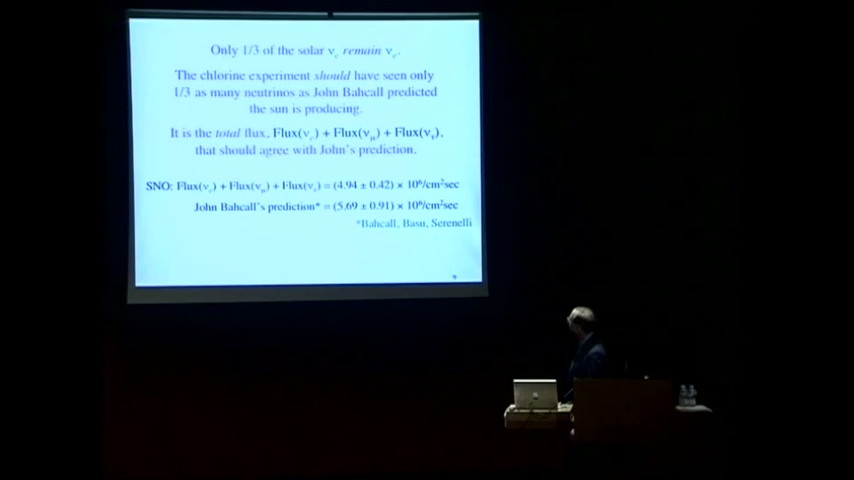 Only 1/3 of the solar νe remain νe.
The chlorine experiment should have seen only
1/3 as many neutrinos as John Bahcall predicted
the sun is producing.
It is the total flux, Flux(νe) + Flux(νμ) + Flux(ντ),
that should agree with John's prediction.
SNO: Flux(νe) + Flux(νμ) + Flux(ντ) = (4.94 ± 0.42) × 10⁶/cm²sec
John Bahcall's prediction* = (5.69 ± 0.91) × 10⁶/cm²sec
*Bahcall, Basu, Serenelli